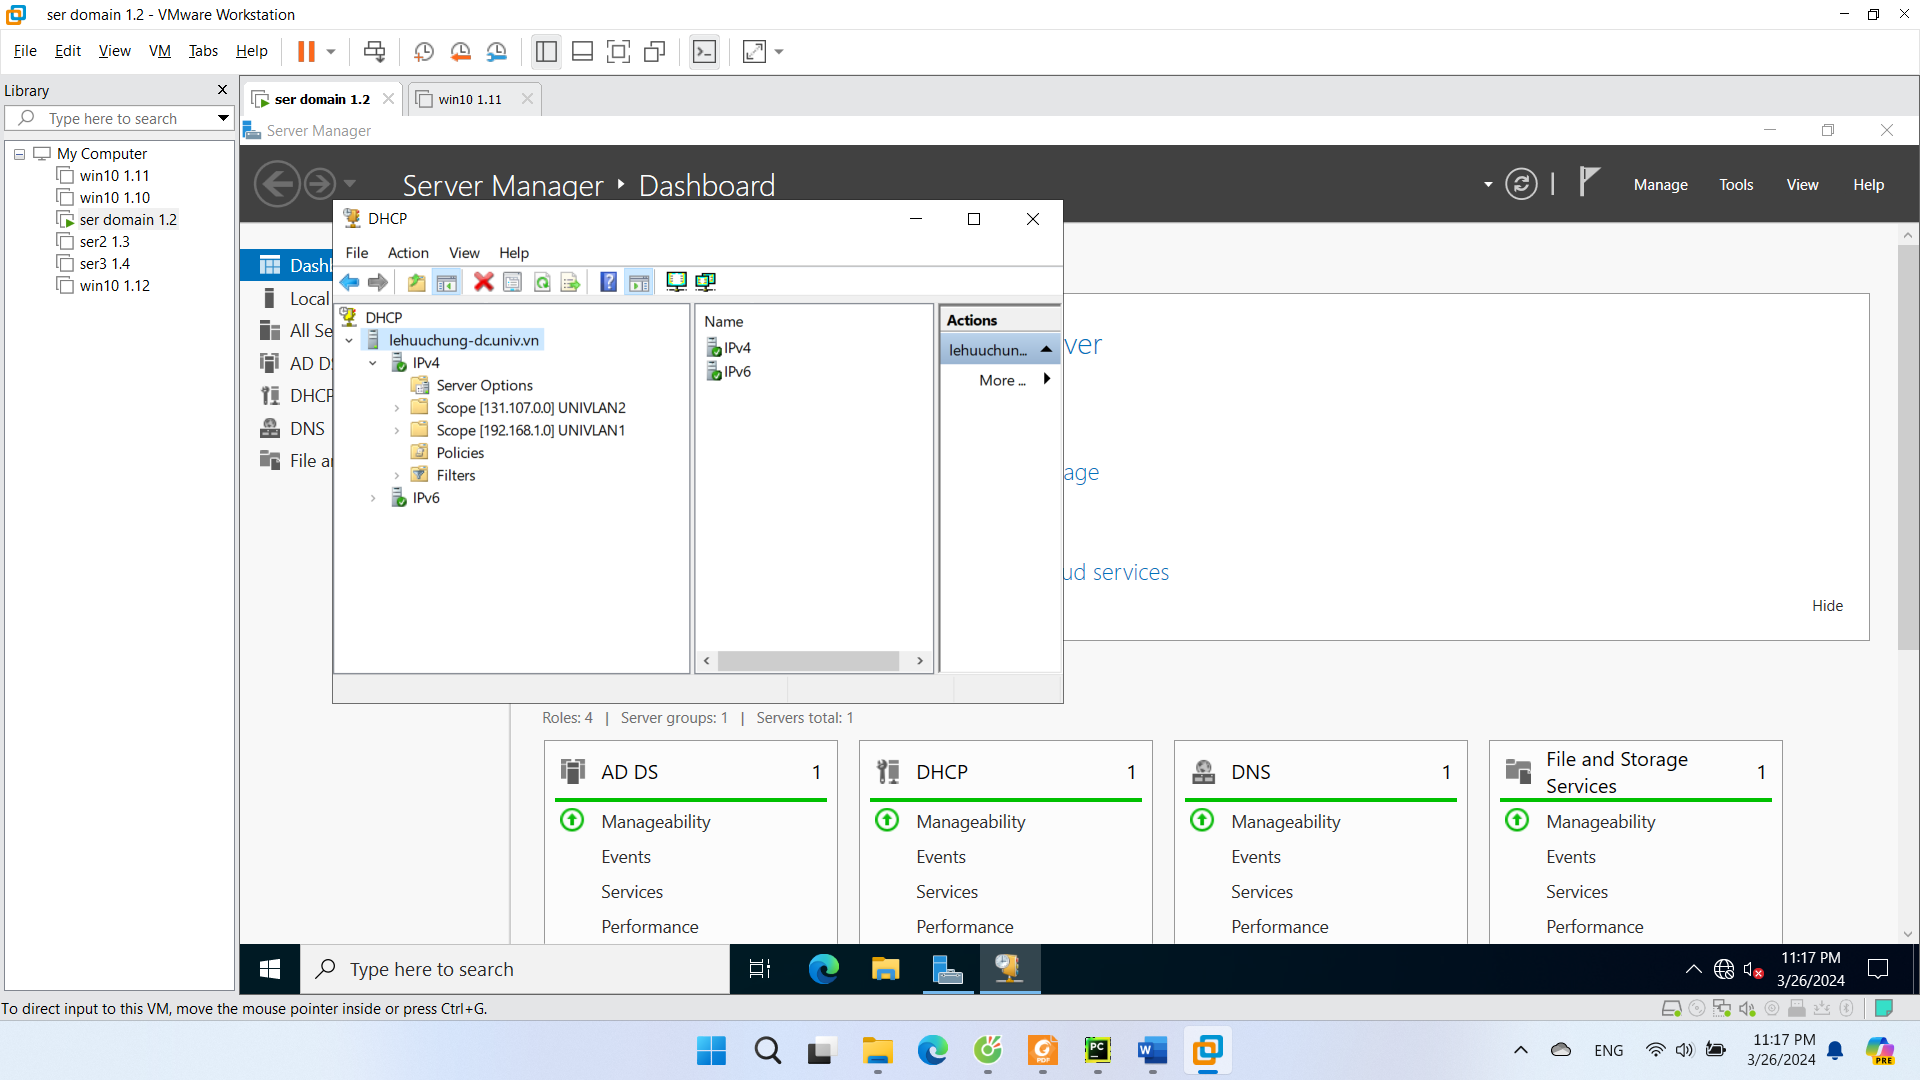 ser domain 1.2 - VMware Workstation
File Edit View VM Tabs Help
Library
Type here to search
My Computer
win10 1.11
win10 1.10
ser domain 1.2
ser2 1.3
ser3 1.4
win10 1.12
ser domain 1.2
win10 1.11
Server Manager
Server Manager Dashboard
Manage Tools View Help
Dashb
Local
All Se
AD D
DHCP
DNS
File a
DHCP
File Action View Help
DHCP
lehuuchung-dc.univ.vn
IPv4
Server Options
Scope [131.107.0.0] UNIVLAN2
Scope [192.168.1.0] UNIVLAN1
Policies
Filters
IPv6
Name
IPv4
IPv6
Actions
lehuuchun...
More ...
ver
age
ud services
Hide
Roles: 4 | Server groups: 1 | Servers total: 1
AD DS 1
Manageability
Events
Services
Performance
DHCP 1
Manageability
Events
Services
Performance
DNS 1
Manageability
Events
Services
Performance
File and Storage Services 1
Manageability
Events
Services
Performance
Type here to search
11:17 PM
3/26/2024
To direct input to this VM, move the mouse pointer inside or press Ctrl+G.
ENG
11:17 PM
3/26/2024